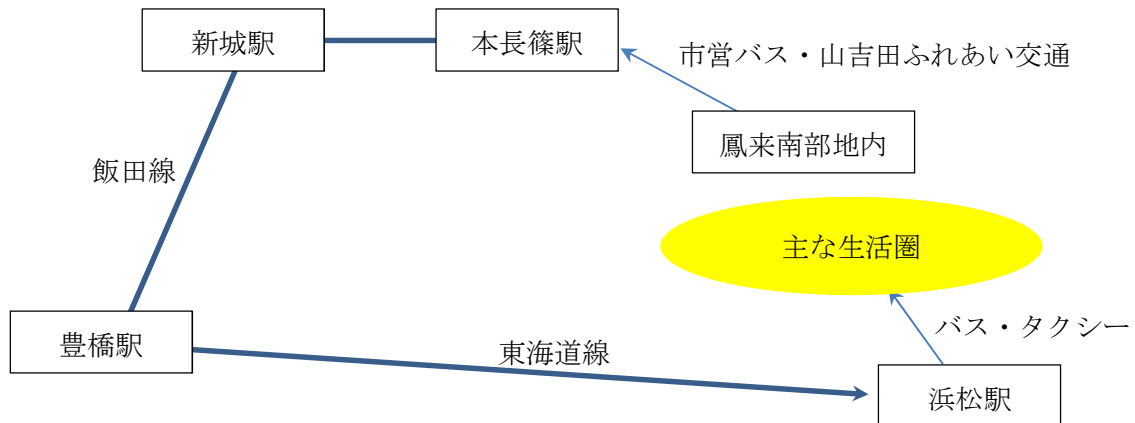 新城駅
本長篠駅
市営バス・山吉田ふれあい交通
鳳来南部地内
飯田線
主な生活圏
バス・タクシー
豊橋駅
東海道線
浜松駅